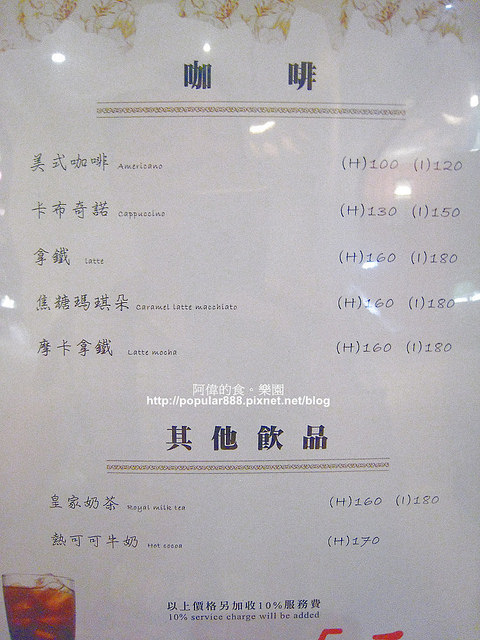 咖啡
美式咖啡 Americano (H)100 (I)120
卡布奇諾 Cappuccino (H)130 (I)150
拿鐵 Latte (H)160 (I)180
焦糖瑪琪朵 Caramel latte macchiato (H)160 (I)180
摩卡拿鐵 Latte mocha (H)160 (I)180
阿偉的食。樂園
http://popular888.pixnet.net/blog
其他飲品
皇家奶茶 Royal milk tea (H)160 (I)180
熱可可牛奶 Hot cocoa (H)170
以上價格另加收10%服務費
10% service charge will be added